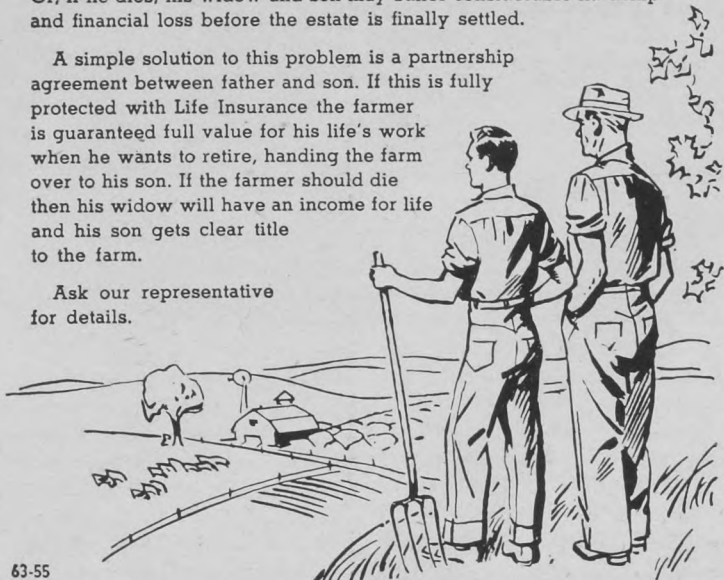 and financial loss before the estate is finally settled.
A simple solution to this problem is a partnership
agreement between father and son. If this is fully
protected with Life Insurance the farmer
is guaranteed full value for his life's work
when he wants to retire, handing the farm
over to his son. If the farmer should die
then his widow will have an income for life
and his son gets clear title
to the farm.
Ask our representative
for details.
63-55